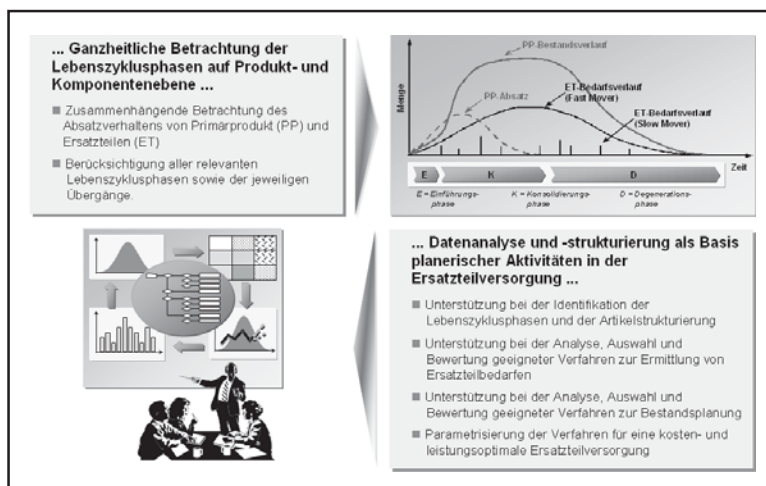 ... Ganzheitliche Betrachtung der
Lebenszyklusphasen auf Produkt- und
Komponentenebene ...
Zusammenhängende Betrachtung des
Absatzverhaltens von Primärprodukt (PP) und
Ersatzteilen (ET)
Berücksichtigung aller relevanten
Lebenszyklusphasen sowie der jeweiligen
Übergänge.
Menge
PP-Bestandsverlauf
PP-Absatz
ET-Bedarfsverlauf
(Fast Mover)
ET-Bedarfsverlauf
(Slow Mover)
Zeit
E
K
D
E = Einführungs-
phase
K = Konsolidierungs-
phase
D = Degenerations-
phase
... Datenanalyse und -strukturierung als Basis
planerischer Aktivitäten in der
Ersatzteilversorgung ...
Unterstützung bei der Identifikation der
Lebenszyklusphasen und der Artikelstrukturierung
Unterstützung bei der Analyse, Auswahl und
Bewertung geeigneter Verfahren zur Ermittlung von
Ersatzteilbedarfen
Unterstützung bei der Analyse, Auswahl und
Bewertung geeigneter Verfahren zur Bestandsplanung
Parametrisierung der Verfahren für eine kosten- und
leistungsoptimale Ersatzteilversorgung